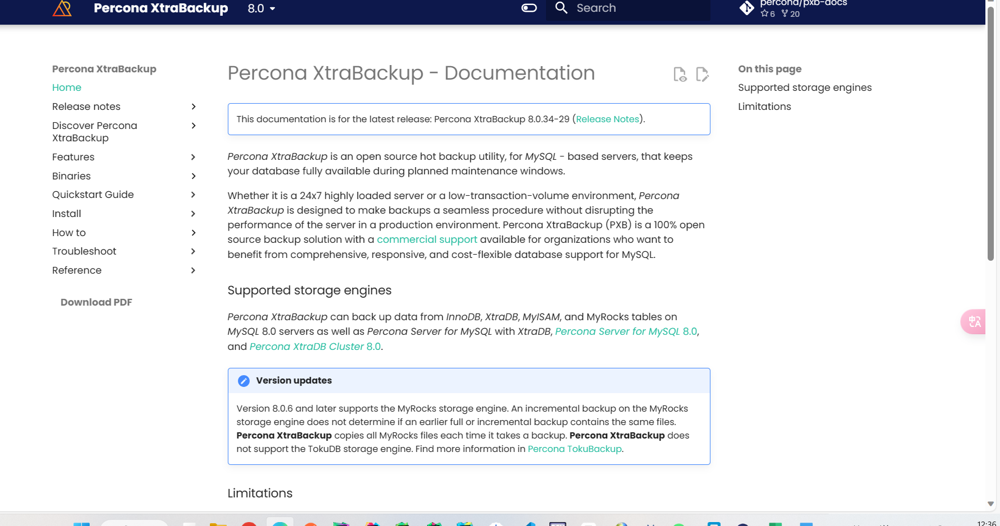 Percona XtraBackup
8.0
Search
percona/pxb-docs
6
20
Percona XtraBackup
Home
Release notes
Discover Percona
XtraBackup
Features
Binaries
Quickstart Guide
Install
How to
Troubleshoot
Reference
Download PDF
Percona XtraBackup - Documentation
This documentation is for the latest release: Percona XtraBackup 8.0.34-29 (Release Notes).
Percona XtraBackup is an open source hot backup utility, for MySQL - based servers, that keeps
your database fully available during planned maintenance windows.
Whether it is a 24x7 highly loaded server or a low-transaction-volume environment, Percona
XtraBackup is designed to make backups a seamless procedure without disrupting the
performance of the server in a production environment. Percona XtraBackup (PXB) is a 100% open
source backup solution with a commercial support available for organizations who want to
benefit from comprehensive, responsive, and cost-flexible database support for MySQL.
Supported storage engines
Percona XtraBackup can back up data from InnoDB, XtraDB, MyISAM, and MyRocks tables on
MySQL 8.0 servers as well as Percona Server for MySQL with XtraDB, Percona Server for MySQL 8.0,
and Percona XtraDB Cluster 8.0.
Version updates
Version 8.0.6 and later supports the MyRocks storage engine. An incremental backup on the MyRocks
storage engine does not determine if an earlier full or incremental backup contains the same files.
Percona XtraBackup copies all MyRocks files each time it takes a backup. Percona XtraBackup does
not support the TokuDB storage engine. Find more information in Percona TokuBackup.
Limitations
On this page
Supported storage engines
Limitations
中A
12:36